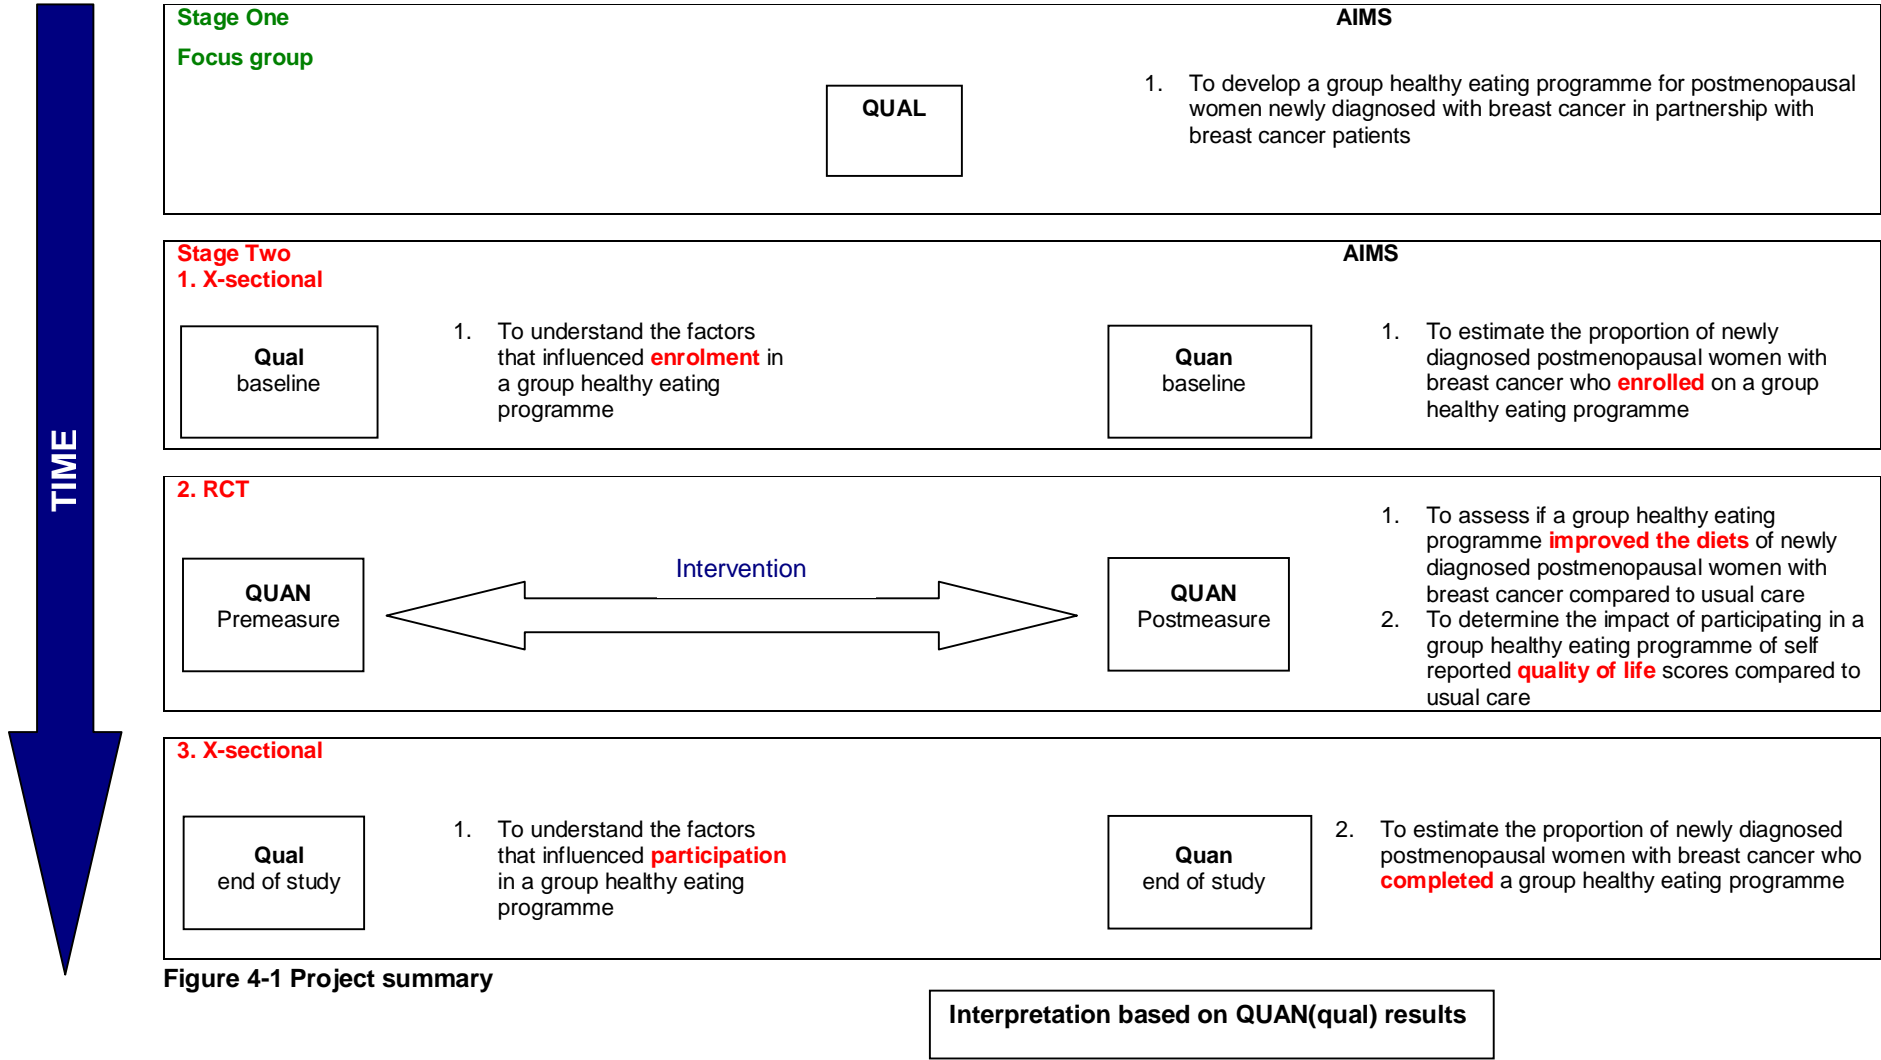 TIME
Stage One
AIMS
Focus group
QUAL
1. To develop a group healthy eating programme for postmenopausal
women newly diagnosed with breast cancer in partnership with
breast cancer patients
Stage Two
AIMS
1. X-sectional
Qual
baseline
1. To understand the factors
that influenced enrolment in
a group healthy eating
programme
Quan
baseline
1. To estimate the proportion of newly
diagnosed postmenopausal women with
breast cancer who enrolled on a group
healthy eating programme
2. RCT
QUAN
Premeasure
Intervention
QUAN
Postmeasure
1. To assess if a group healthy eating
programme improved the diets of newly
diagnosed postmenopausal women with
breast cancer compared to usual care
2. To determine the impact of participating in a
group healthy eating programme of self
reported quality of life scores compared to
usual care
3. X-sectional
Qual
end of study
1. To understand the factors
that influenced participation
in a group healthy eating
programme
Quan
end of study
2. To estimate the proportion of newly diagnosed
postmenopausal women with breast cancer who
completed a group healthy eating programme
Figure 4-1 Project summary
Interpretation based on QUAN(qual) results